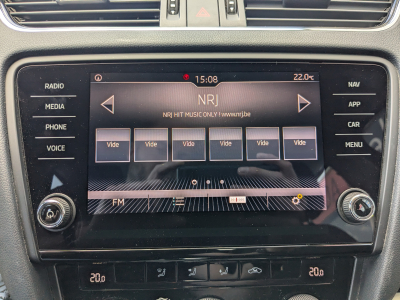 RADIO
MEDIA
PHONE
VOICE
15:08
22.0°C
NRJ
NRJ HIT MUSIC ONLY ! www.nrj.be
Vide Vide Vide Vide Vide Vide
FM
NAV
APP
CAR
MENU
20.0 20.0